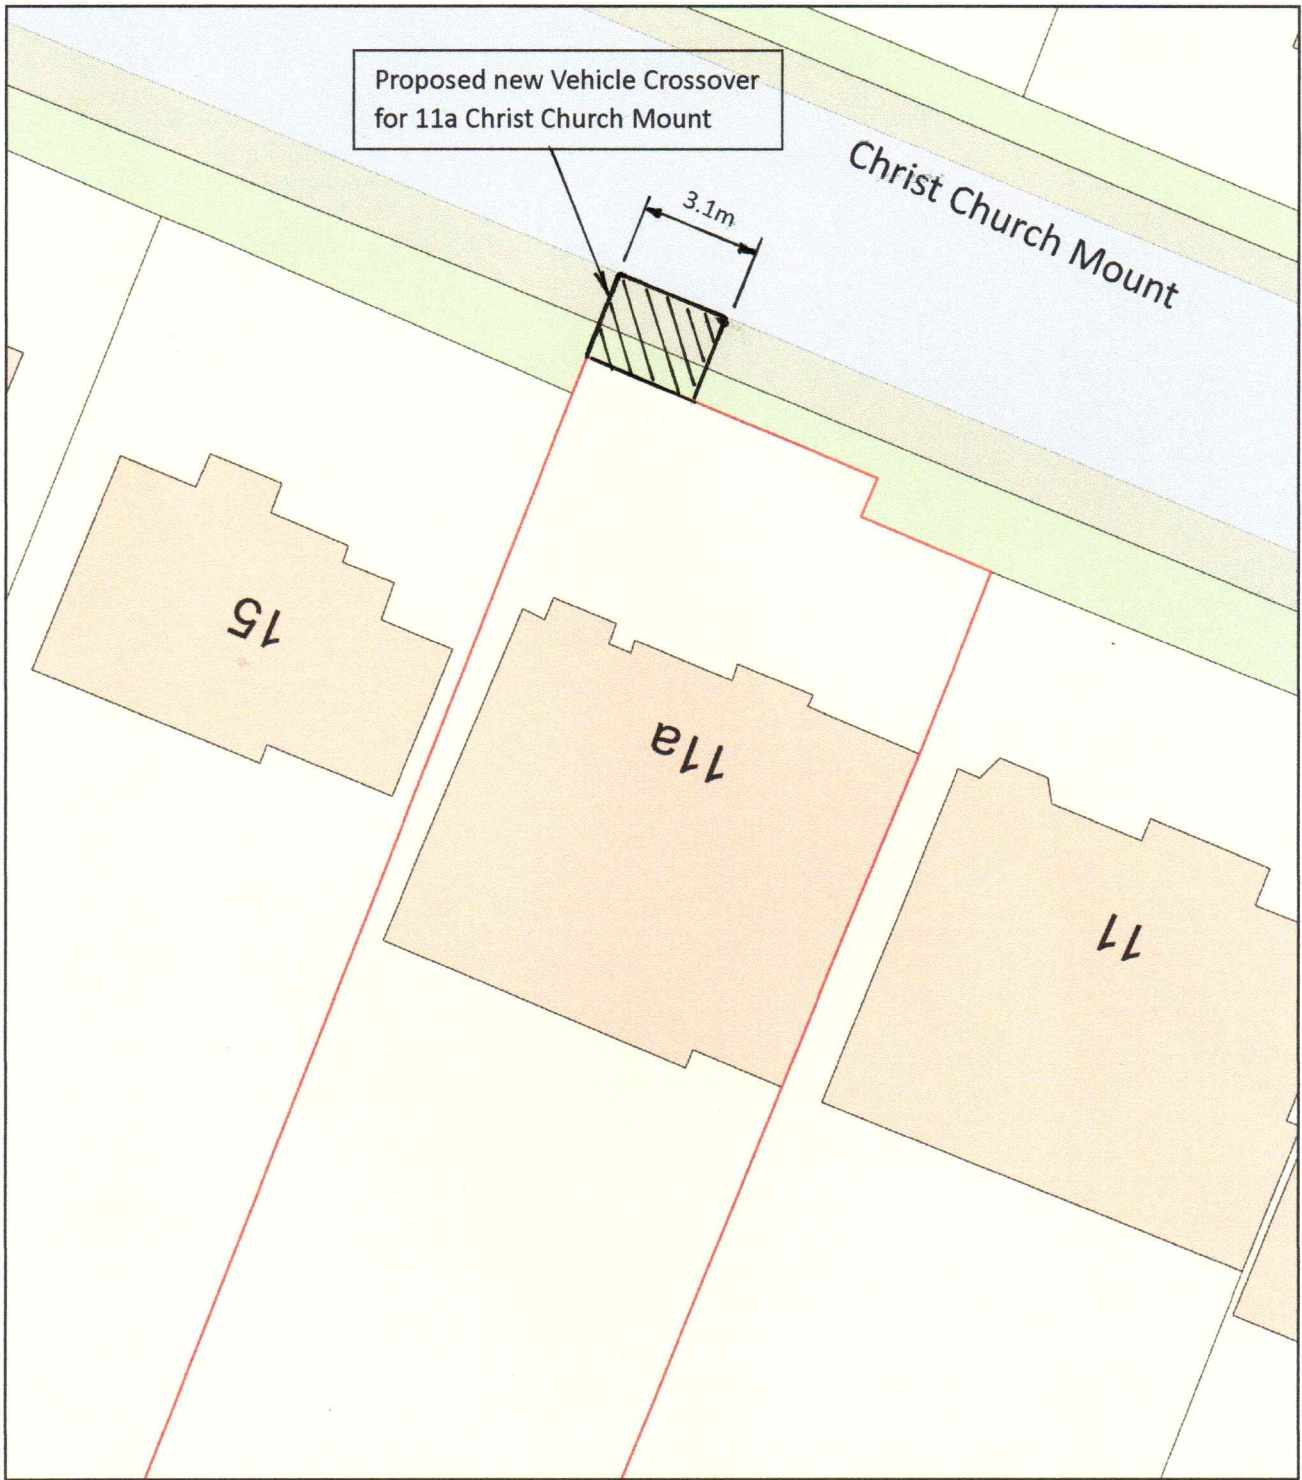 Proposed new Vehicle Crossover
for 11a Christ Church Mount
Christ Church Mount
3.1m
15
11a
11